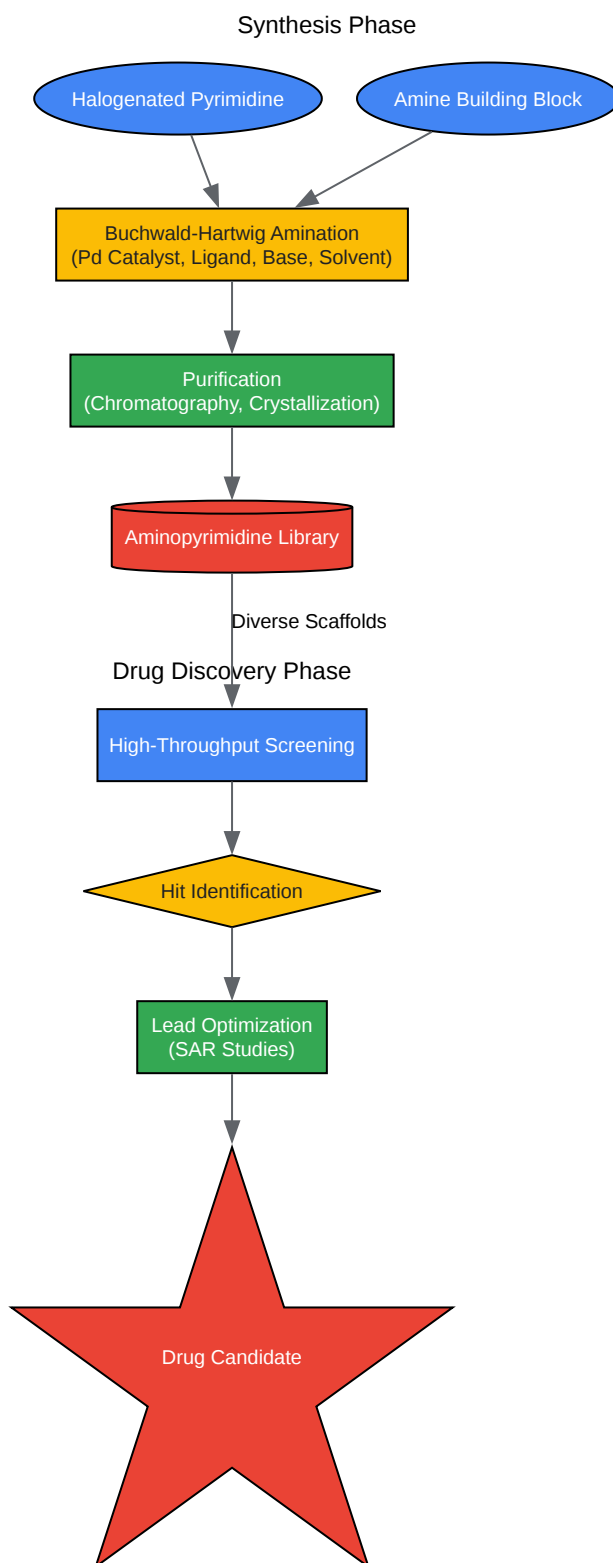 Synthesis Phase
Halogenated Pyrimidine
Amine Building Block
Buchwald-Hartwig Amination
(Pd Catalyst, Ligand, Base, Solvent)
Purification
(Chromatography, Crystallization)
Aminopyrimidine Library
Diverse Scaffolds
Drug Discovery Phase
High-Throughput Screening
Hit Identification
Lead Optimization
(SAR Studies)
Drug Candidate